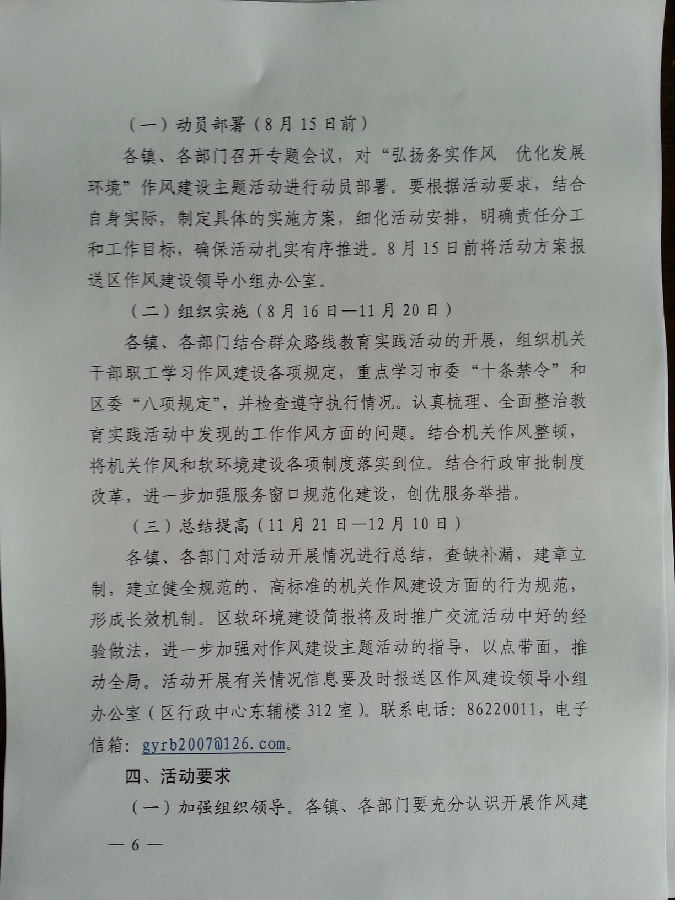 （一）动员部署（8月15日前）
各镇、各部门召开专题会议，对“弘扬务实作风　优化发展
环境”作风建设主题活动进行动员部署。要根据活动要求，结合
自身实际，制定具体的实施方案，细化活动安排，明确责任分工
和工作目标，确保活动扎实有序推进。8月15日前将活动方案报
送区作风建设领导小组办公室。
（二）组织实施（8月16日—11月20日）
各镇、各部门结合群众路线教育实践活动的开展，组织机关
干部职工学习作风建设各项规定，重点学习市委“十条禁令”和
区委“八项规定”，并检查遵守执行情况。认真梳理、全面整治教
育实践活动中发现的工作作风方面的问题。结合机关作风整顿，
将机关作风和软环境建设各项制度落实到位。结合行政审批制度
改革，进一步加强服务窗口规范化建设，创优服务举措。
（三）总结提高（11月21日—12月10日）
各镇、各部门对活动开展情况进行总结，查缺补漏，建章立
制，建立健全规范的、高标准的机关作风建设方面的行为规范，
形成长效机制。区软环境建设简报将及时推广交流活动中好的经
验做法，进一步加强对作风建设主题活动的指导，以点带面，推
动全局。活动开展有关情况信息要及时报送区作风建设领导小组
办公室（区行政中心东辅楼312室）。联系电话：86220011，电子
信箱：gyrb2007@126.com。
四、活动要求
（一）加强组织领导。各镇、各部门要充分认识开展作风建
— 6 —